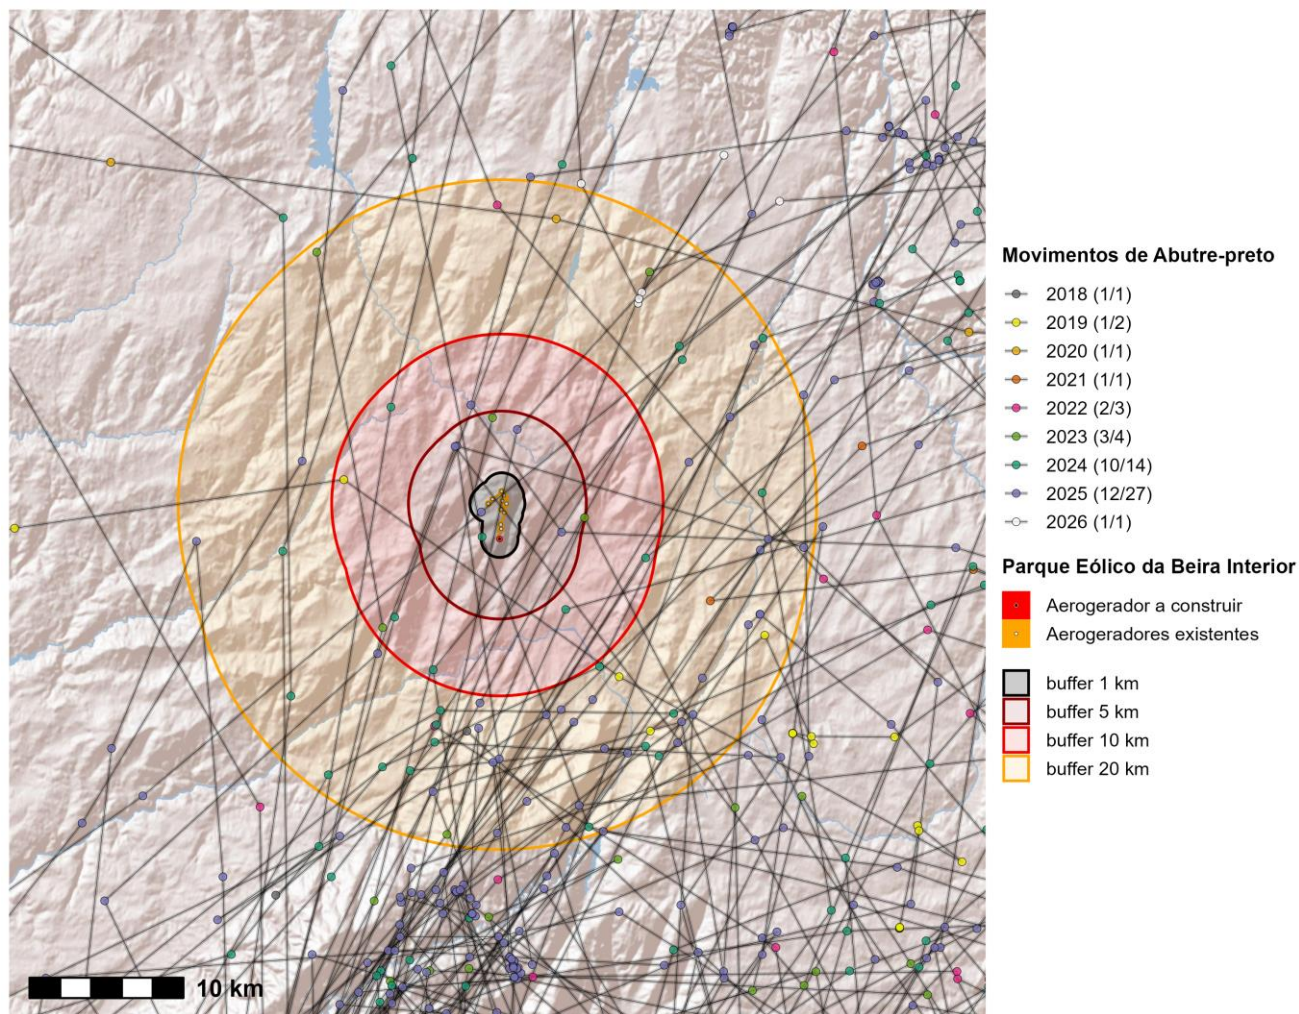 Movimentos de Abutre-preto
2018 (1/1)
2019 (1/2)
2020 (1/1)
2021 (1/1)
2022 (2/3)
2023 (3/4)
2024 (10/14)
2025 (12/27)
2026 (1/1)
Parque Eólico da Beira Interior
Aerogerador a construir
Aerogeradores existentes
buffer 1 km
buffer 5 km
buffer 10 km
buffer 20 km
10 km